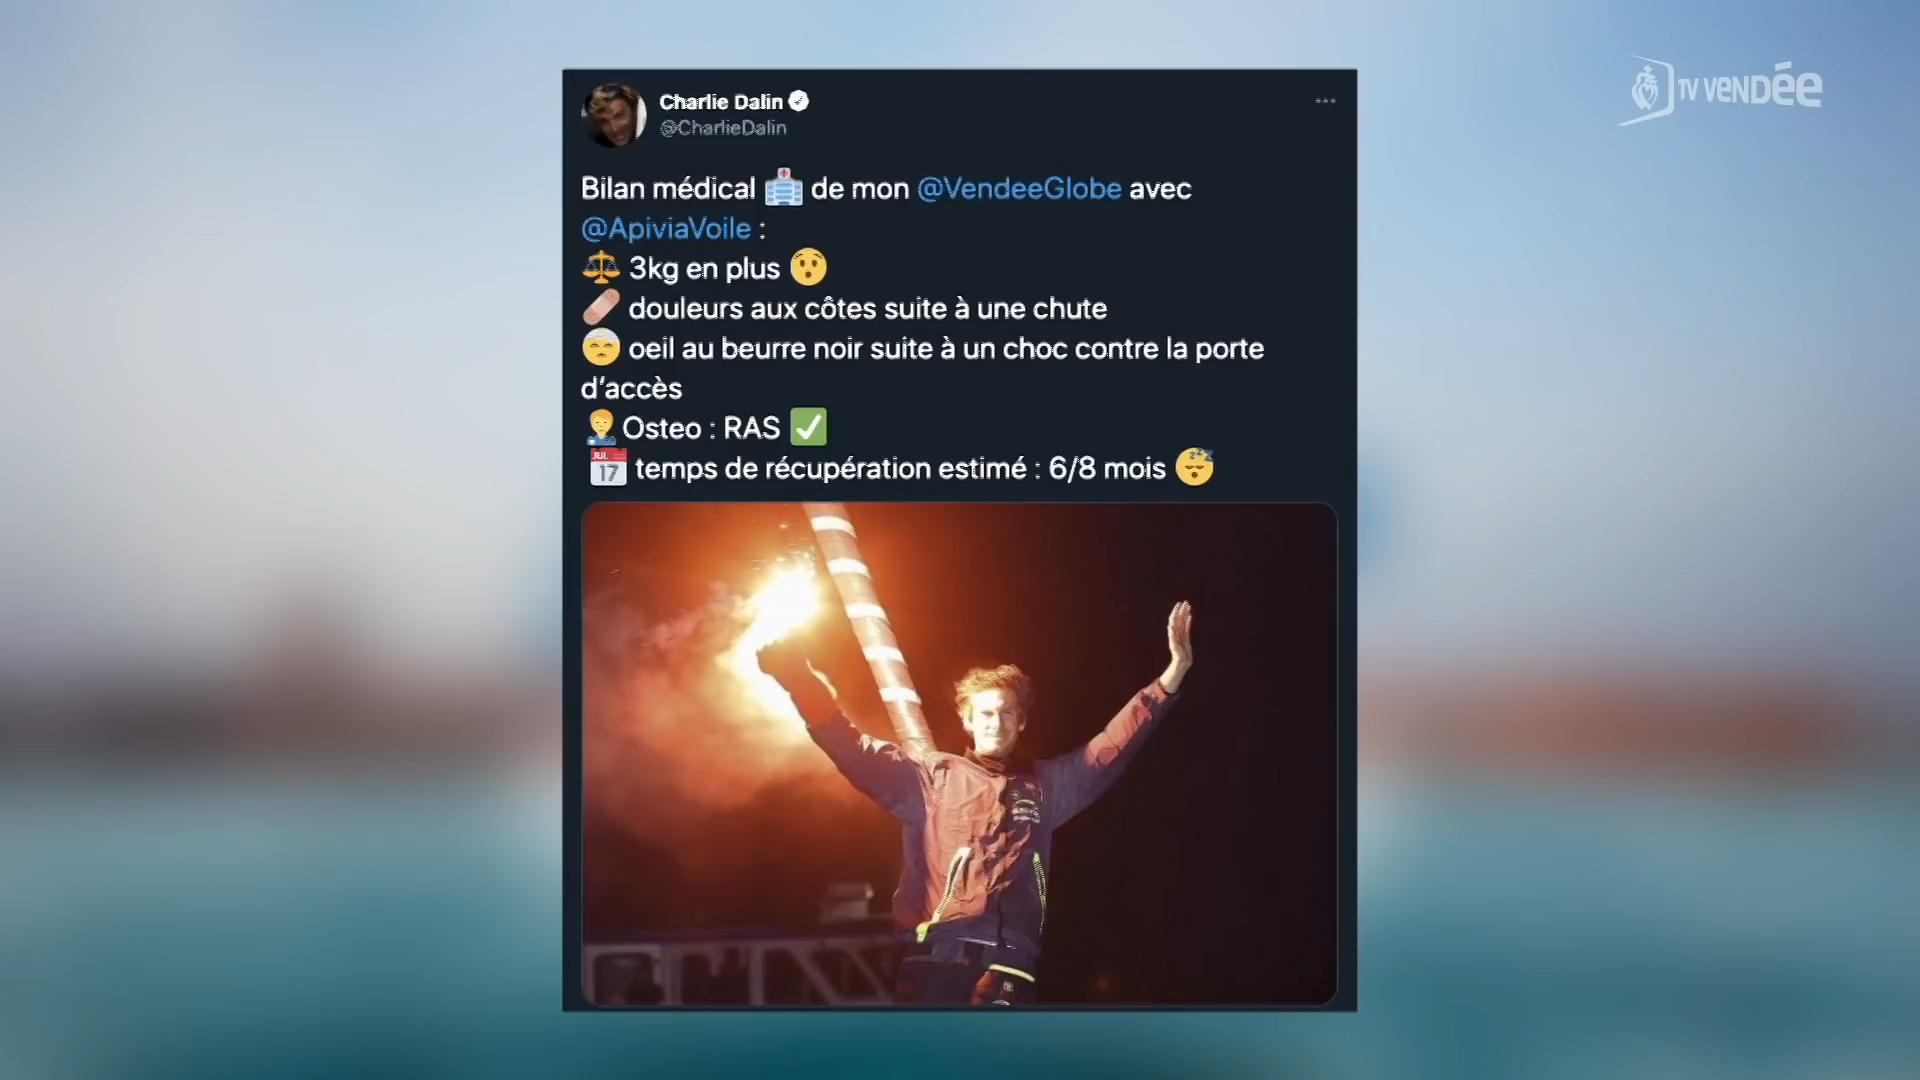 TV VENDÉE
Charlie Dalin
@CharlieDalin
Bilan médical 🏥 de mon @VendeeGlobe avec
@ApiviaVoile :
⚖️ 3kg en plus 😯
🩹 douleurs aux côtes suite à une chute
🤕 oeil au beurre noir suite à un choc contre la porte
d'accès
👨‍⚕️ Osteo : RAS ✅
📅 temps de récupération estimé : 6/8 mois 😴